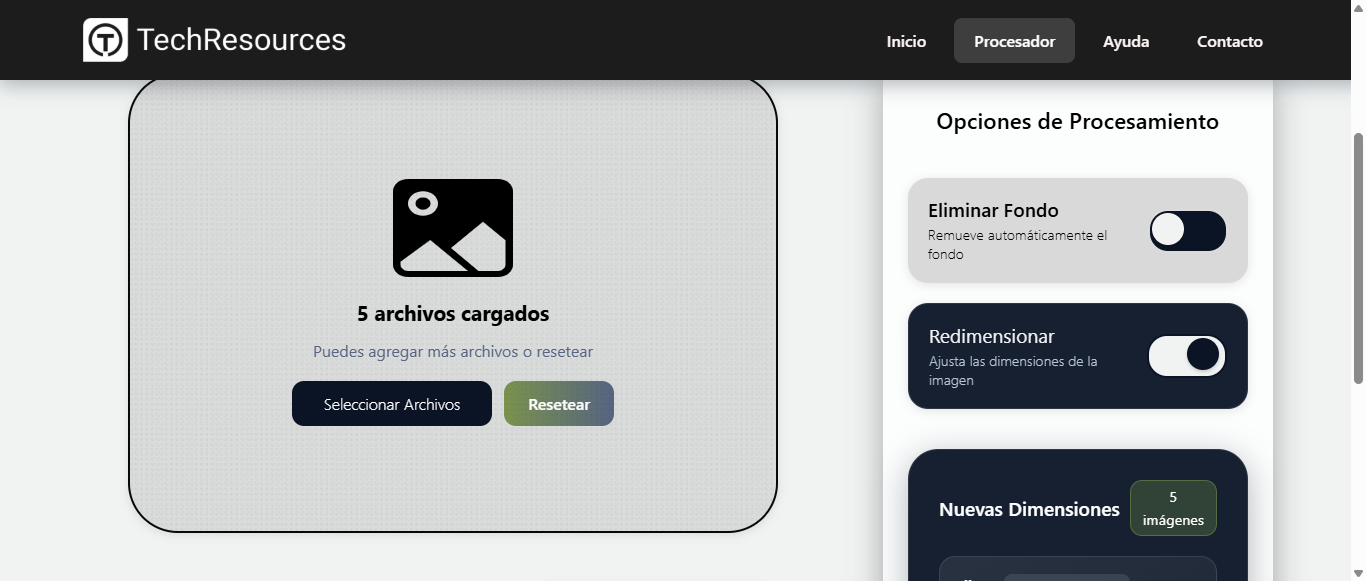 TechResources
Inicio
Procesador
Ayuda
Contacto
5 archivos cargados
Puedes agregar más archivos o resetear
Seleccionar Archivos
Resetear
Opciones de Procesamiento
Eliminar Fondo
Remueve automáticamente el
fondo
Redimensionar
Ajusta las dimensiones de la
imagen
Nuevas Dimensiones
5
imágenes